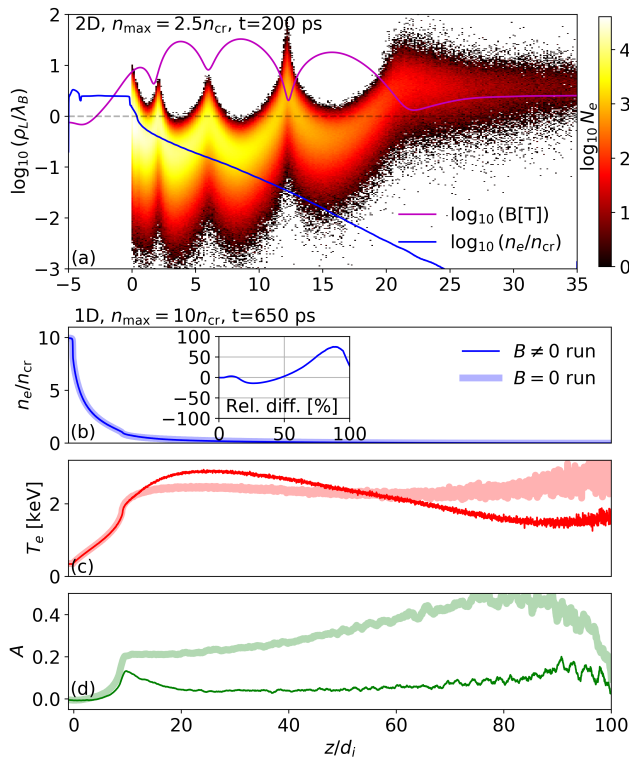 2D, n_max = 2.5n_cr, t=200 ps
log₁₀ (ρ_L/λ_B)
2
1
0
−1
−2
−3
(a)
log₁₀ (B[T])
log₁₀ (n_e/n_cr)
−5 0 5 10 15 20 25 30 35
log₁₀ N_e
4
3
2
1
0
1D, n_max = 10n_cr, t=650 ps
n_e/n_cr
10
5
0
(b)
100
50
0
−50
−100
Rel. diff. [%]
0 50 100
B ≠ 0 run
B = 0 run
T_e [keV]
2
0
(c)
A
0.4
0.2
0.0
(d)
0 20 40 60 80 100
z/d_i